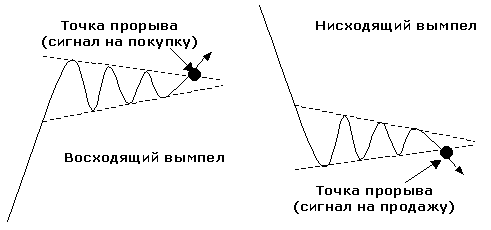 Точка прорыва
(сигнал на покупку)
Восходящий вымпел
Нисходящий вымпел
Точка прорыва
(сигнал на продажу)